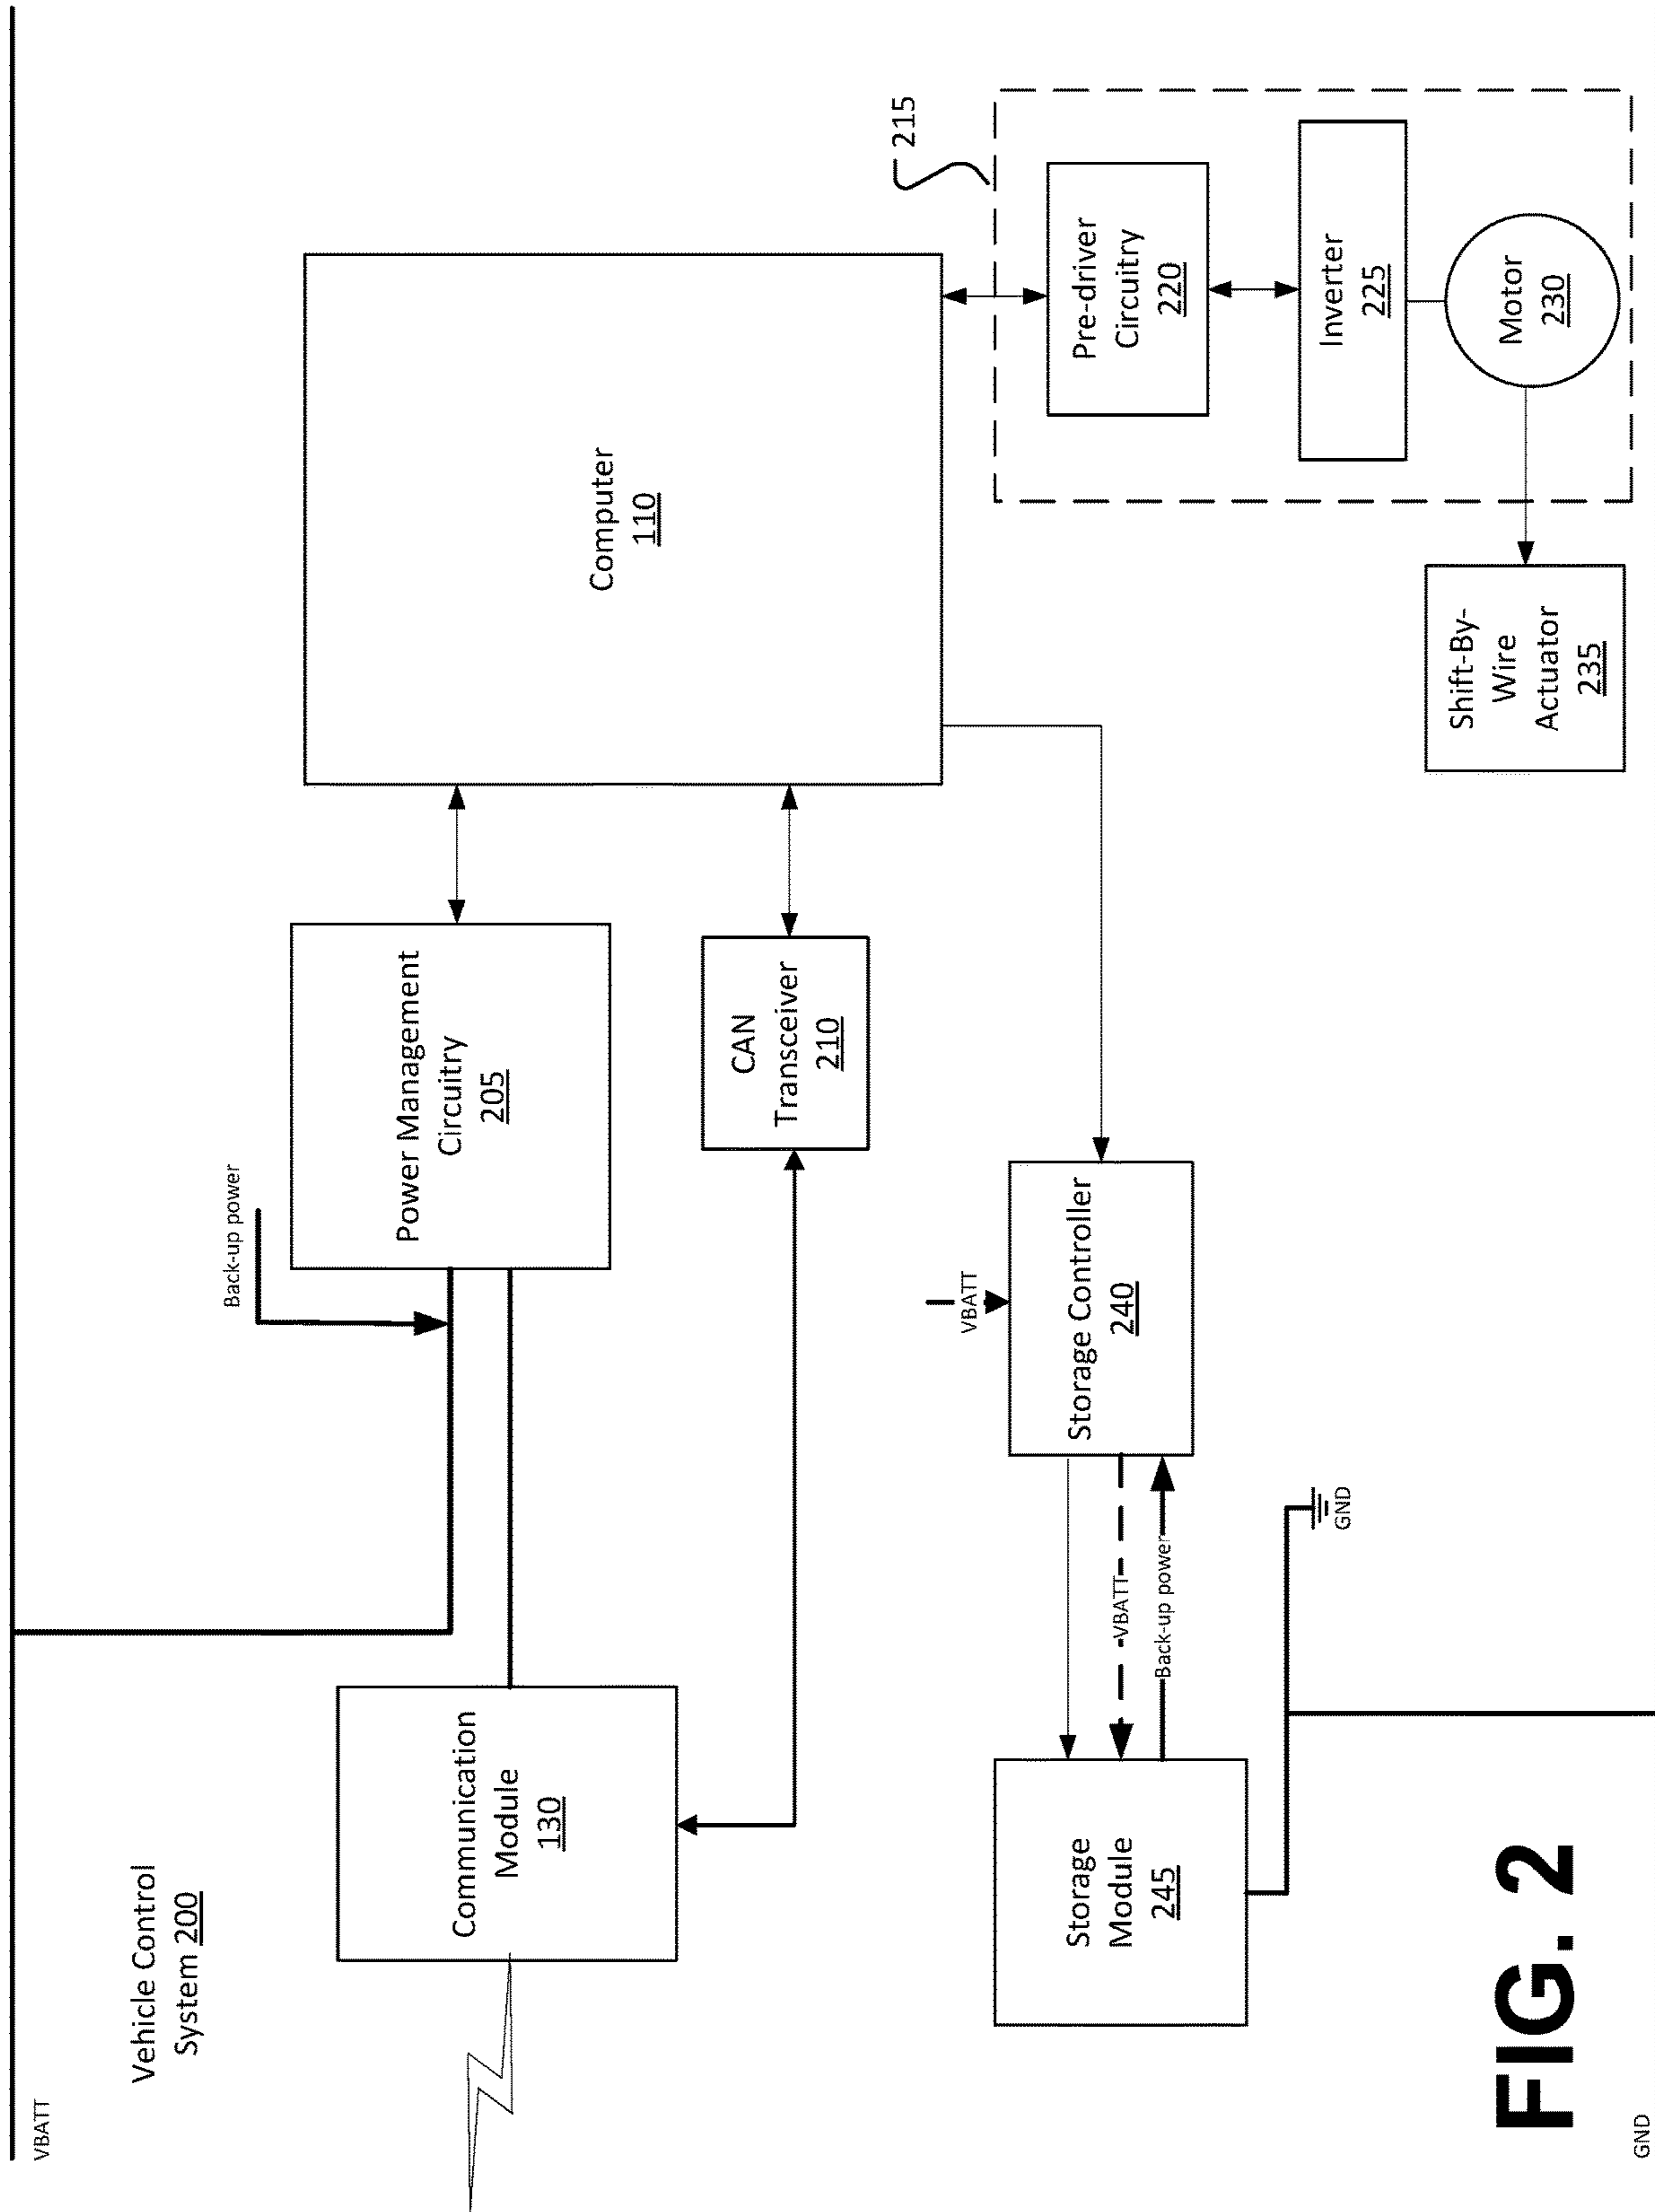 VBATT
Vehicle Control
System 200
Back-up power
Communication
Module
130
Power Management
Circuitry
205
Computer
110
CAN
Transceiver
210
215
VBATT
Storage
Module
245
VBATT
Back-up power
Storage Controller
240
Pre-driver
Circuitry
220
Inverter
225
Motor
230
Shift-By-
Wire
Actuator
235
GND
FIG. 2
GND